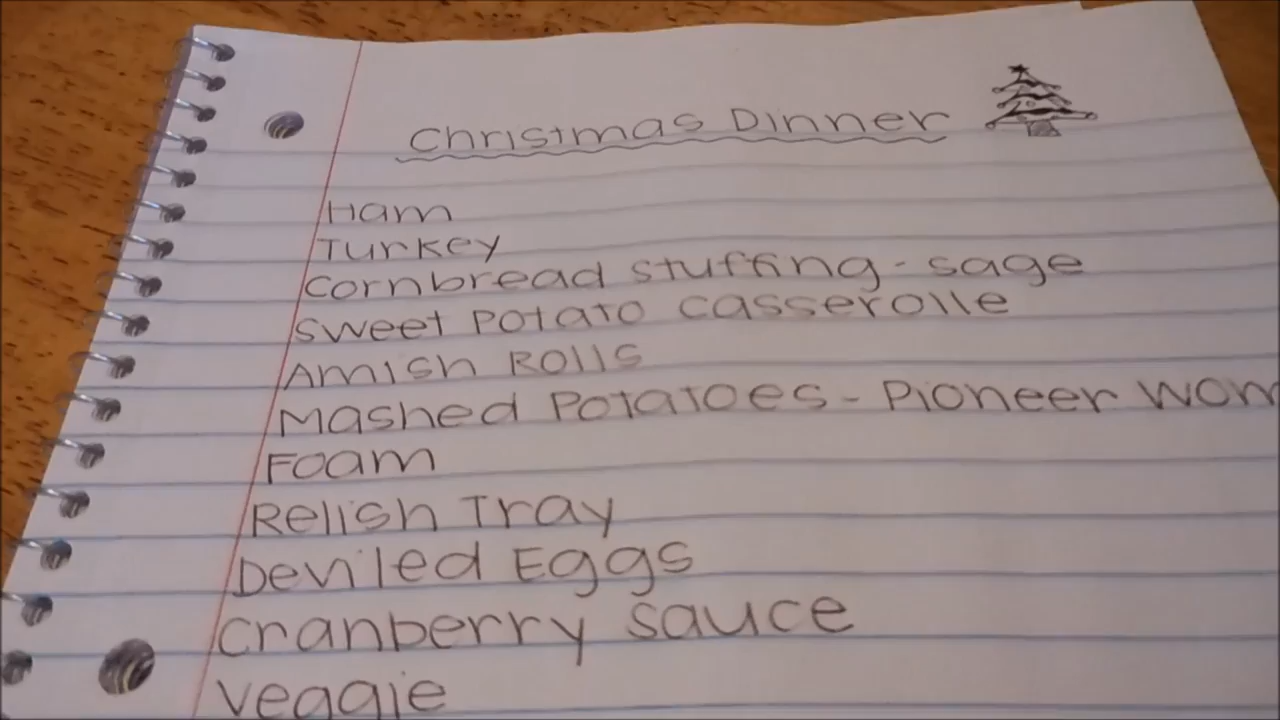 Christmas Dinner
Ham
Turkey
Cornbread stuffing - sage
Sweet Potato Casserolle
Amish Rolls
Mashed Potatoes - Pioneer Wom
Foam
Relish Tray
Deviled Eggs
Cranberry Sauce
Veggie